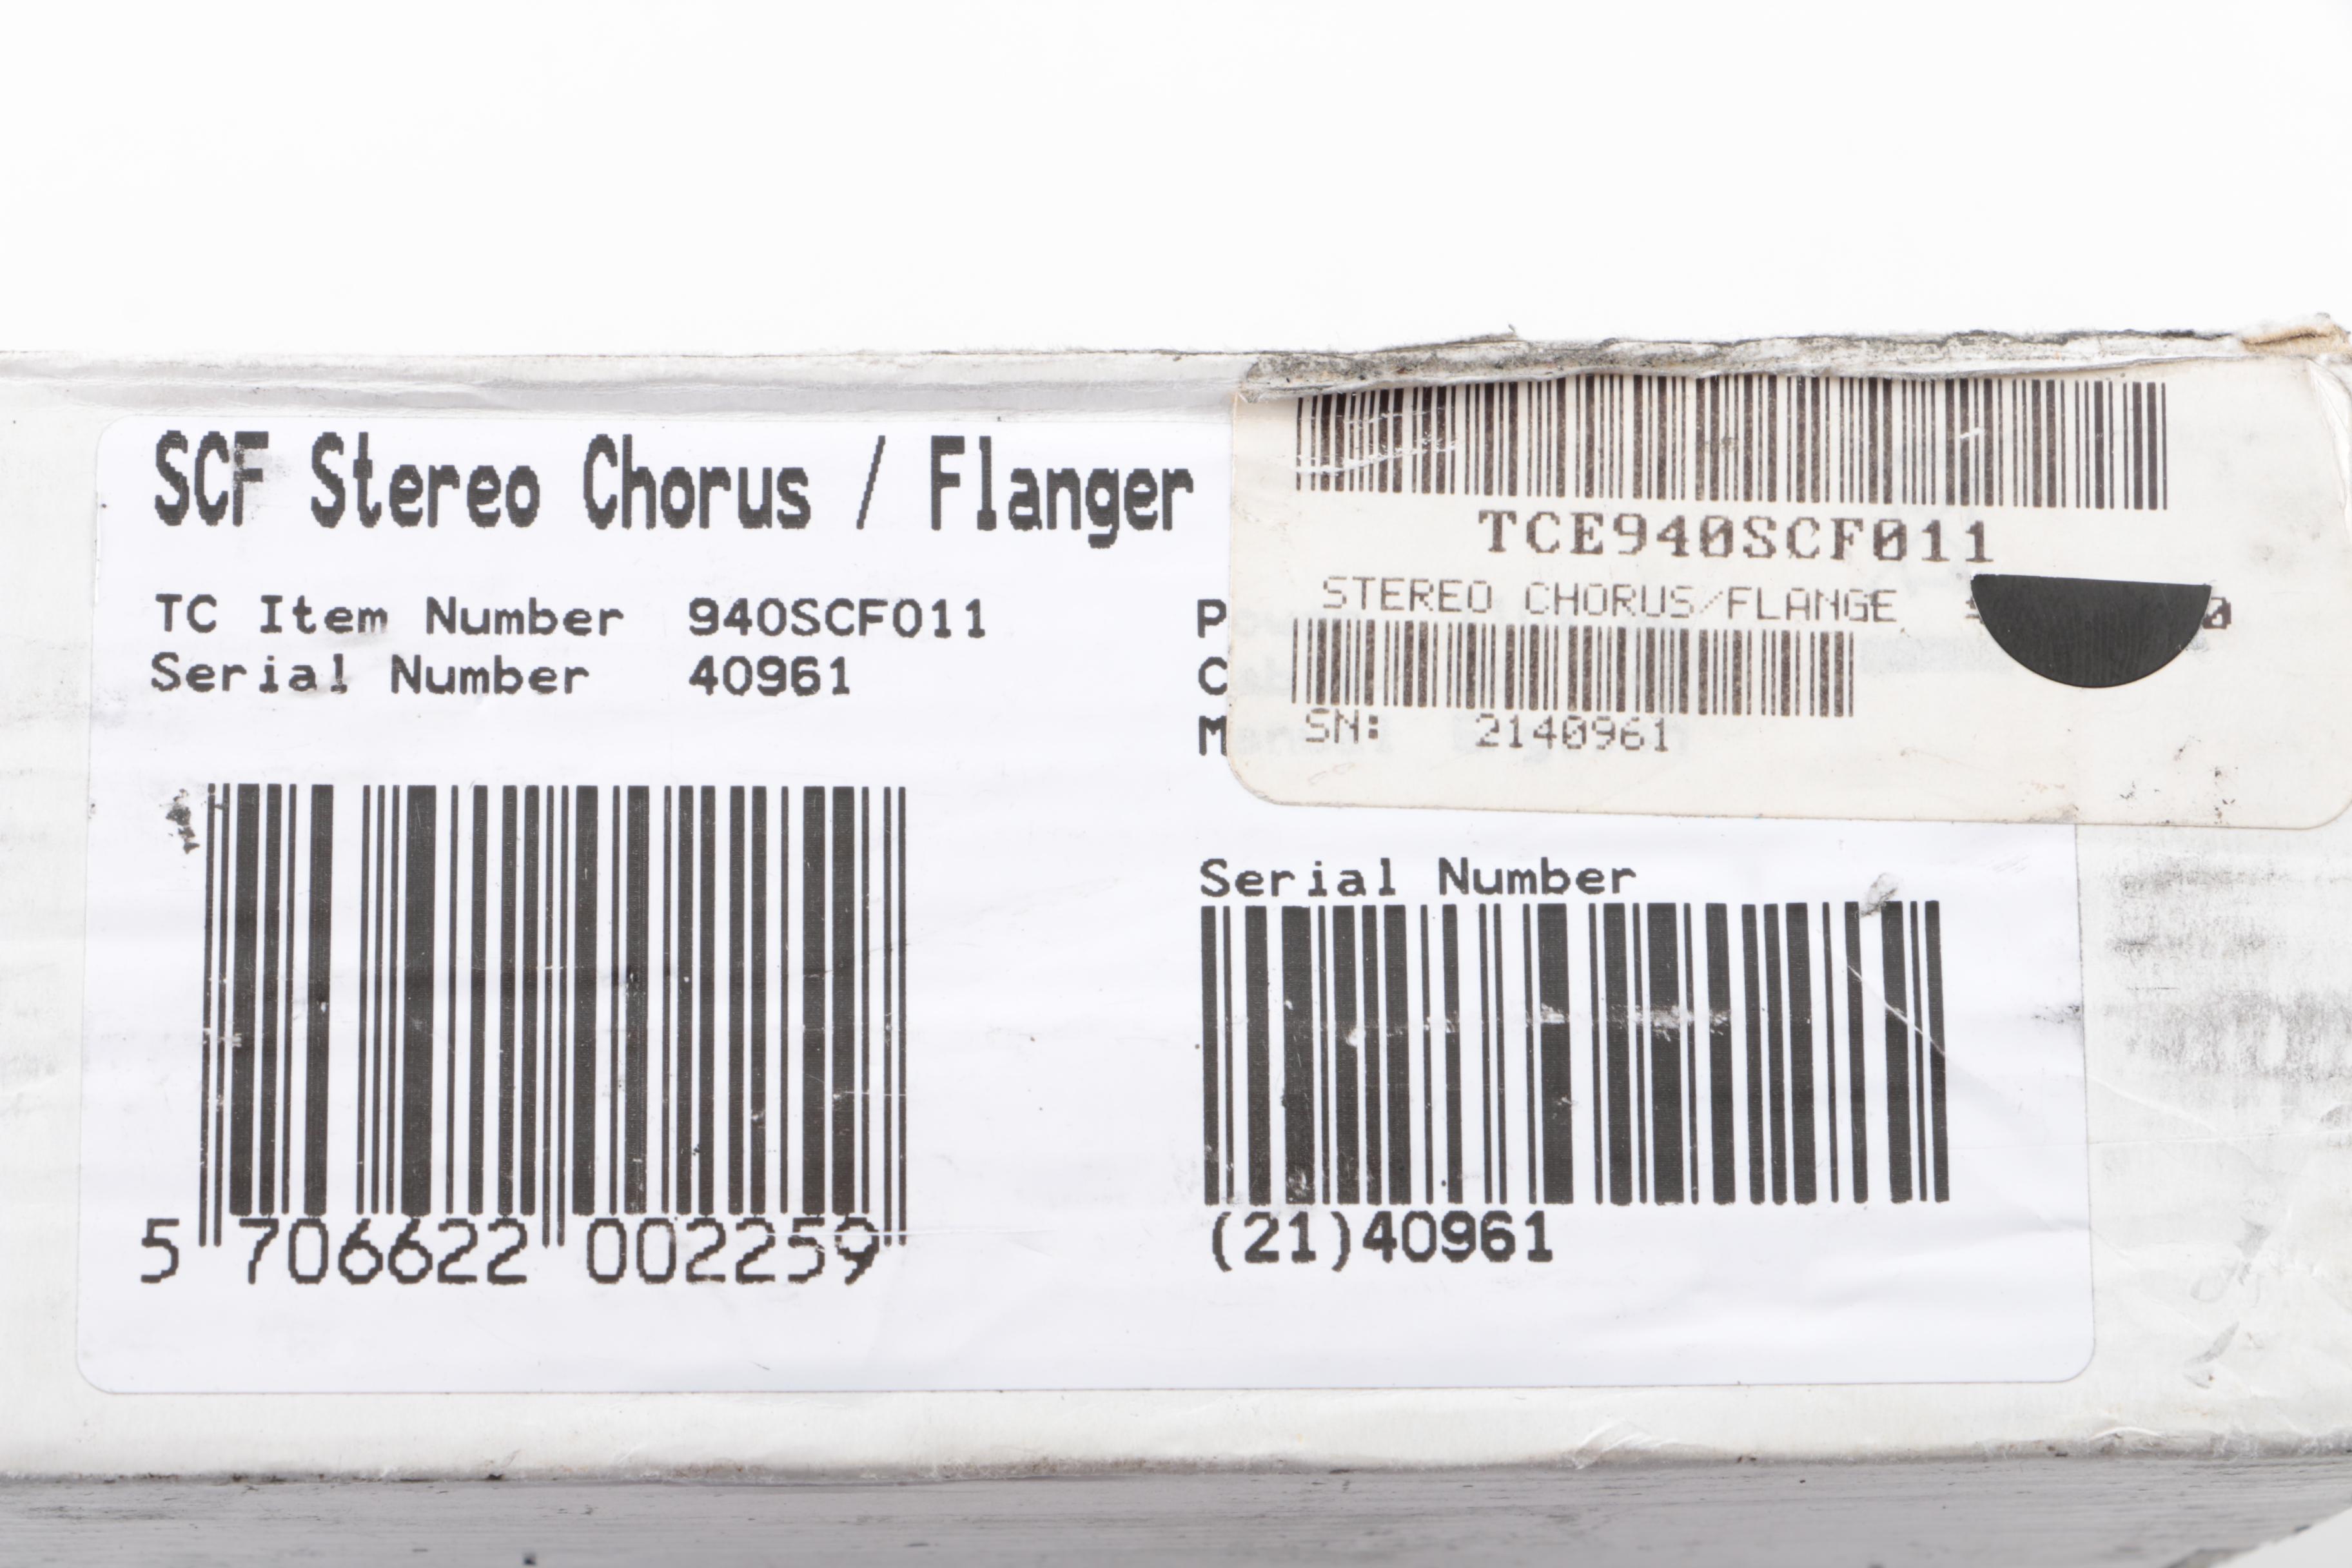 SCF Stereo Chorus / Flanger
TC Item Number 940SCF011
Serial Number 40961
5 706622 002259
TCE940SCF011
STEREO CHORUS/FLANGE
SN: 2140961
Serial Number
(21)40961